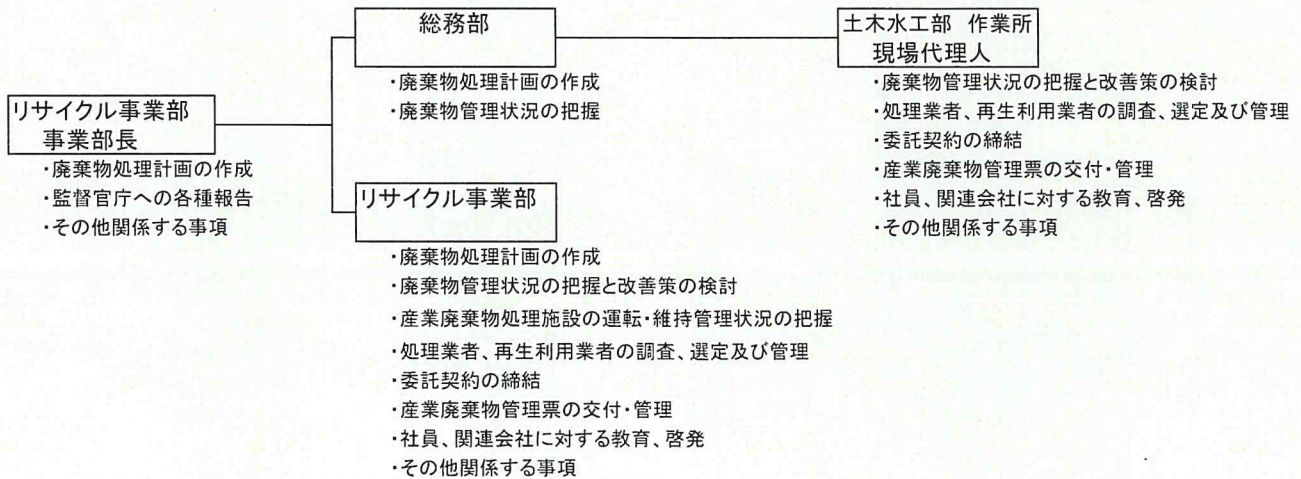 リサイクル事業部
事業部長
・廃棄物処理計画の作成
・監督官庁への各種報告
・その他関係する事項
総務部
・廃棄物処理計画の作成
・廃棄物管理状況の把握
リサイクル事業部
・廃棄物処理計画の作成
・廃棄物管理状況の把握と改善策の検討
・産業廃棄物処理施設の運転・維持管理状況の把握
・処理業者、再生利用業者の調査、選定及び管理
・委託契約の締結
・産業廃棄物管理票の交付・管理
・社員、関連会社に対する教育、啓発
・その他関係する事項
土木水工部 作業所
現場代理人
・廃棄物管理状況の把握と改善策の検討
・処理業者、再生利用業者の調査、選定及び管理
・委託契約の締結
・産業廃棄物管理票の交付・管理
・社員、関連会社に対する教育、啓発
・その他関係する事項